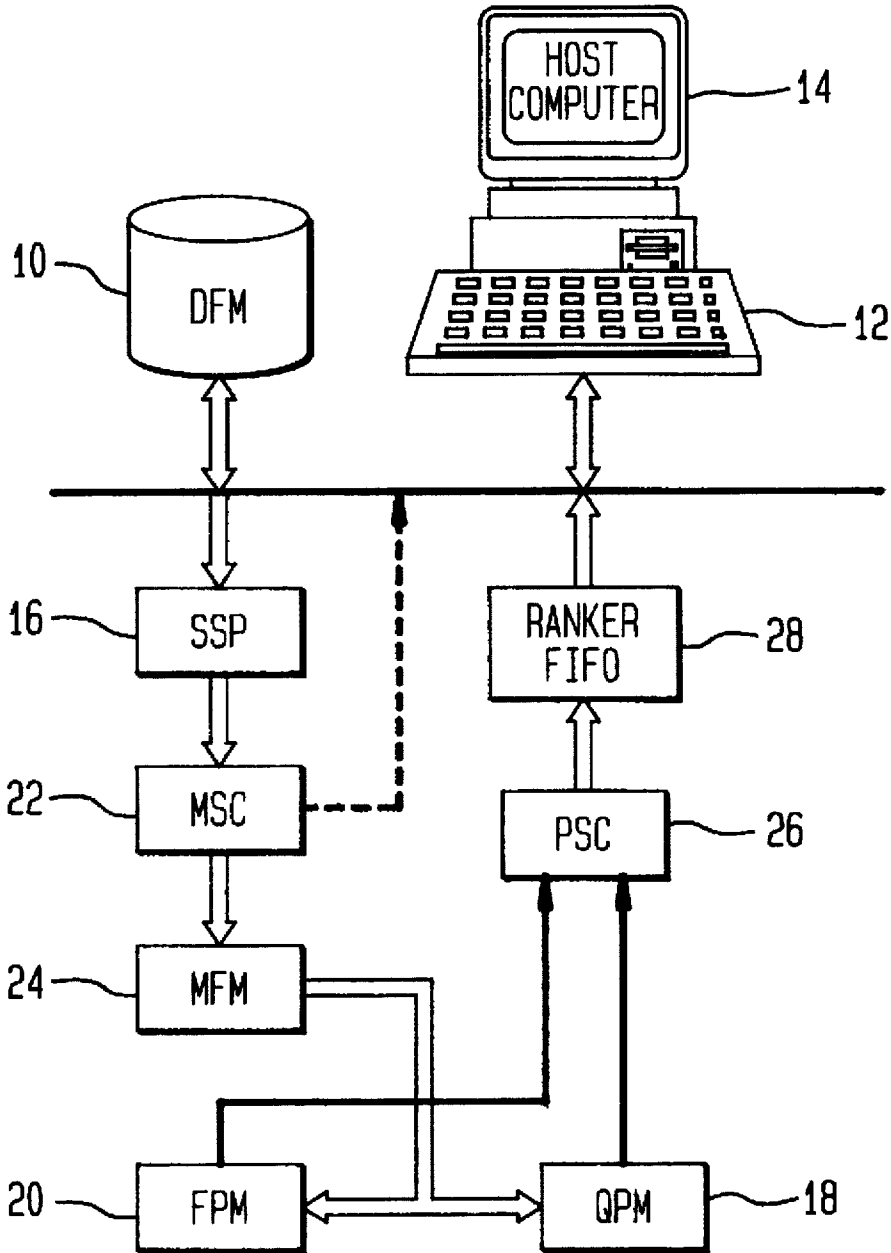 HOST
COMPUTER
14
10
DFM
12
16
SSP
RANKER
FIFO
28
22
MSC
PSC
26
24
MFM
20
FPM
QPM
18